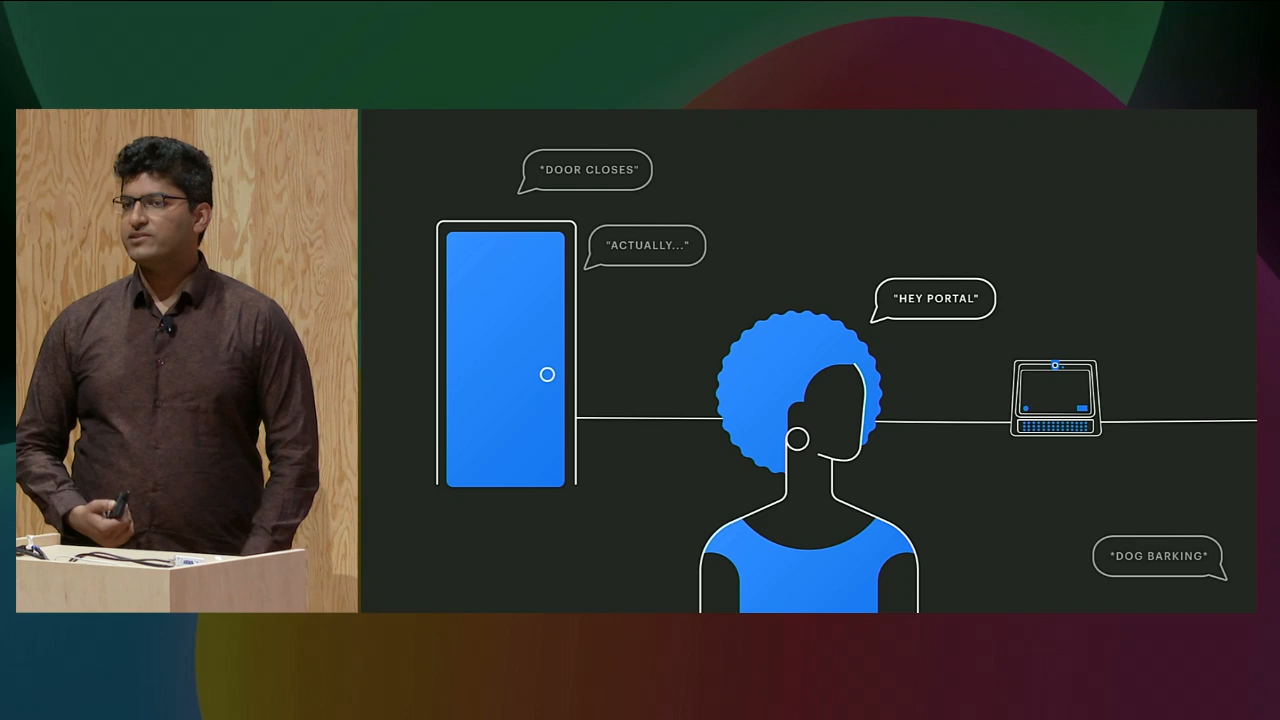 *DOOR CLOSES*
"ACTUALLY..."
"HEY PORTAL"
*DOG BARKING*